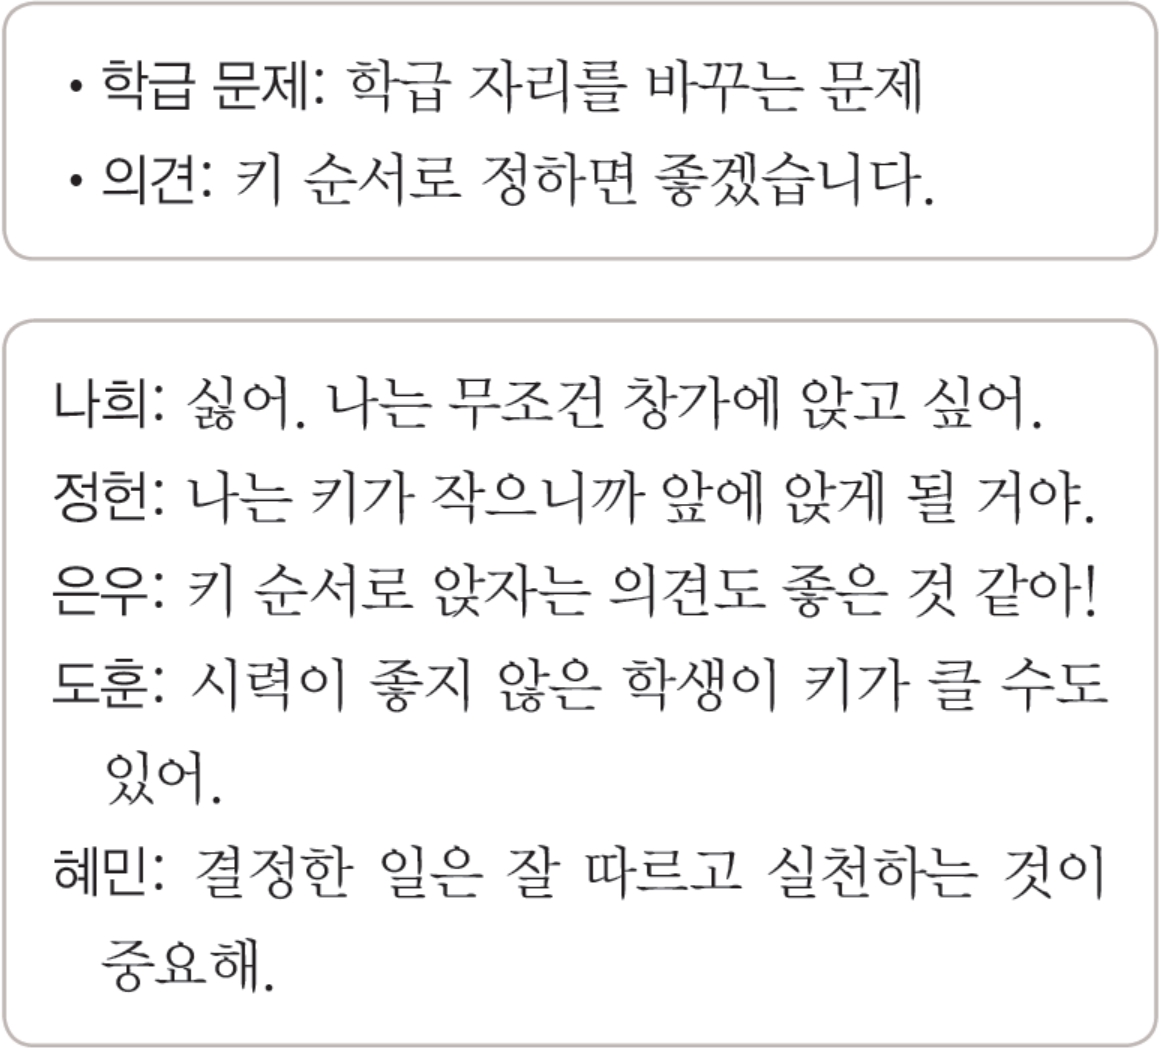 • 학급 문제: 학급 자리를 바꾸는 문제
• 의견: 키 순서로 정하면 좋겠습니다.
나희: 싫어. 나는 무조건 창가에 앉고 싶어.
정헌: 나는 키가 작으니까 앞에 앉게 될 거야.
은우: 키 순서로 앉자는 의견도 좋은 것 같아!
도훈: 시력이 좋지 않은 학생이 키가 클 수도
있어.
혜민: 결정한 일은 잘 따르고 실천하는 것이
중요해.